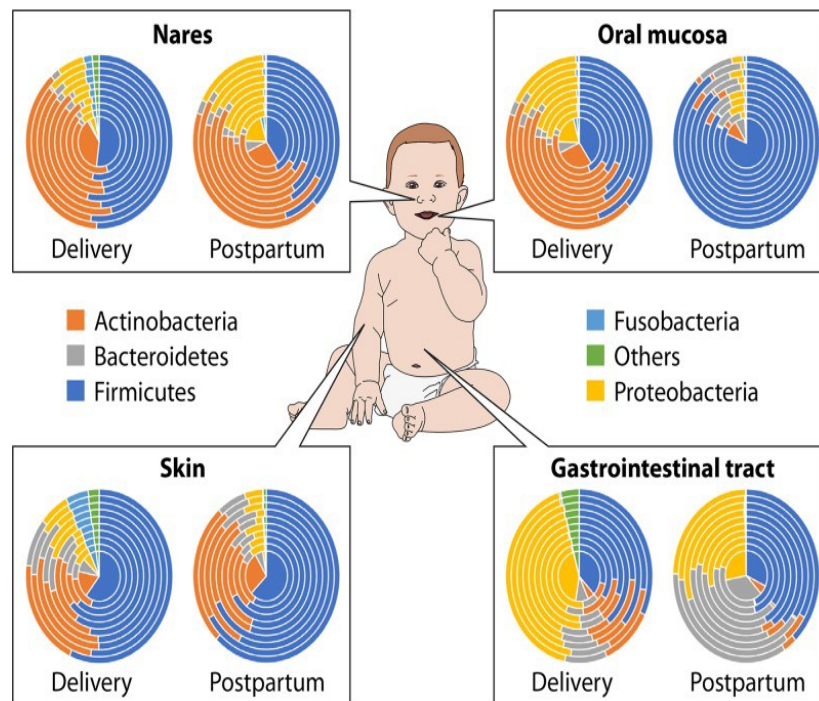 Nares
Delivery
Postpartum
Oral mucosa
Delivery
Postpartum
Actinobacteria
Bacteroidetes
Firmicutes
Fusobacteria
Others
Proteobacteria
Skin
Delivery
Postpartum
Gastrointestinal tract
Delivery
Postpartum